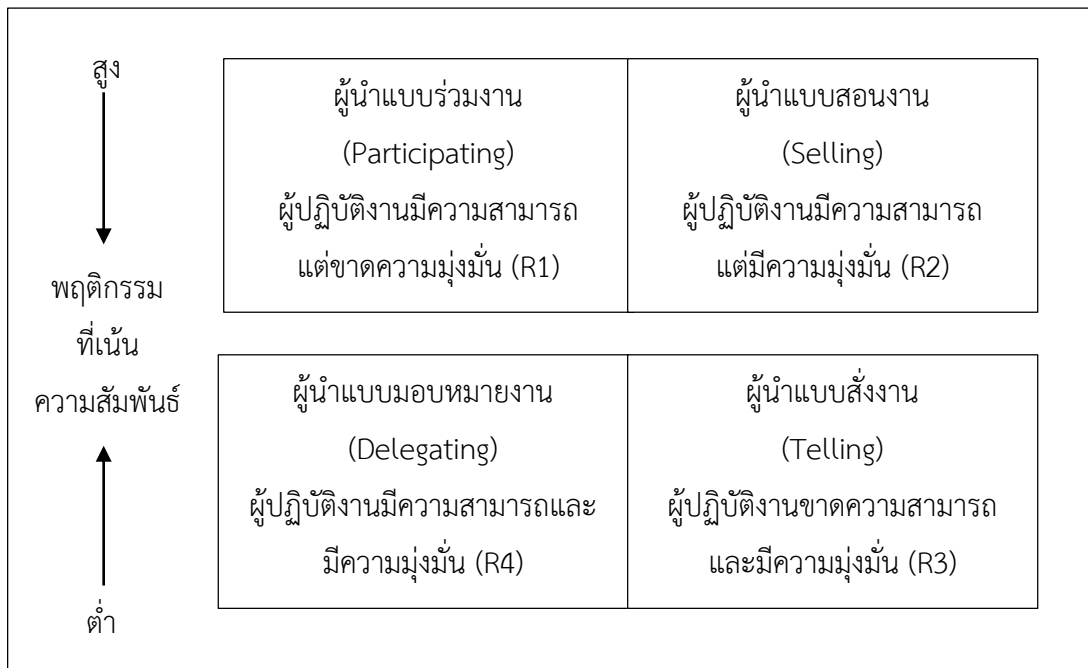 สูง
พฤติกรรม
ที่เน้น
ความสัมพันธ์
ต่ำ
ผู้นำแบบร่วมงาน
(Participating)
ผู้ปฏิบัติงานมีความสามารถ
แต่ขาดความมุ่งมั่น (R1)
ผู้นำแบบสอนงาน
(Selling)
ผู้ปฏิบัติงานมีความสามารถ
แต่มีความมุ่งมั่น (R2)
ผู้นำแบบมอบหมายงาน
(Delegating)
ผู้ปฏิบัติงานมีความสามารถและ
มีความมุ่งมั่น (R4)
ผู้นำแบบสั่งงาน
(Telling)
ผู้ปฏิบัติงานขาดความสามารถ
และมีความมุ่งมั่น (R3)